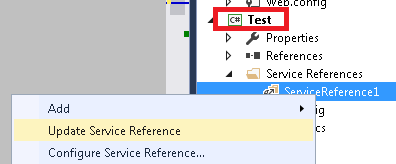 Web.config
C# Test
Properties
References
Service References
ServiceReference1
Add
Update Service Reference
Configure Service Reference...